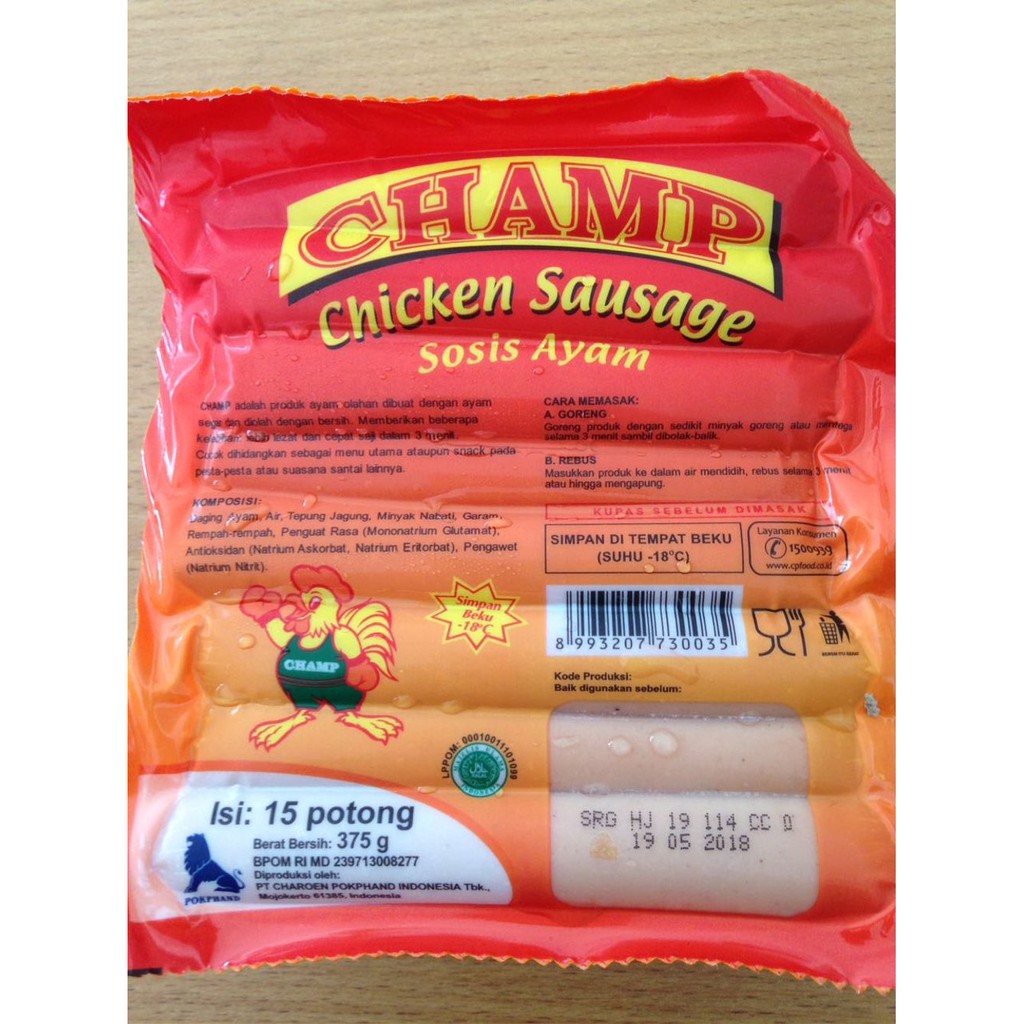 CHAMP
Chicken Sausage
Sosis Ayam
CHAMP adalah produk ayam olahan dibuat dengan ayam
segar dan diolah dengan bersih. Memberikan beberapa
kelebihan: lebih lezat dan cepat saji dalam 3 menit.
Cocok dihidangkan sebagai menu utama ataupun snack pada
pesta-pesta atau suasana santai lainnya.
KOMPOSISI:
Daging Ayam, Air, Tepung Jagung, Minyak Nabati, Garam,
Rempah-rempah, Penguat Rasa (Mononatrium Glutamat),
Antioksidan (Natrium Askorbat, Natrium Eritorbat), Pengawet
(Natrium Nitrit).
CARA MEMASAK:
A. GORENG
Goreng produk dengan sedikit minyak goreng atau mentega
selama 3 menit sambil dibolak-balik.
B. REBUS
Masukkan produk ke dalam air mendidih, rebus selama 3 menit
atau hingga mengapung.
KUPAS SEBELUM DIMASAK
SIMPAN DI TEMPAT BEKU
(SUHU -18°C)
Layanan Konsumen
1500939
www.cpfood.co.id
Simpan
Beku
-18°C
CHAMP
8 993207 730035
Kode Produksi:
Baik digunakan sebelum:
LPPOM: 00010011101099
MAJELIS ULAMA INDONESIA
HALAL
SRG HJ 19 114 CC 0
19 05 2018
Isi: 15 potong
Berat Bersih: 375 g
BPOM RI MD 239713008277
Diproduksi oleh:
PT CHAROEN POKPHAND INDONESIA Tbk.,
Mojokerto 61385, Indonesia
POKPHAND